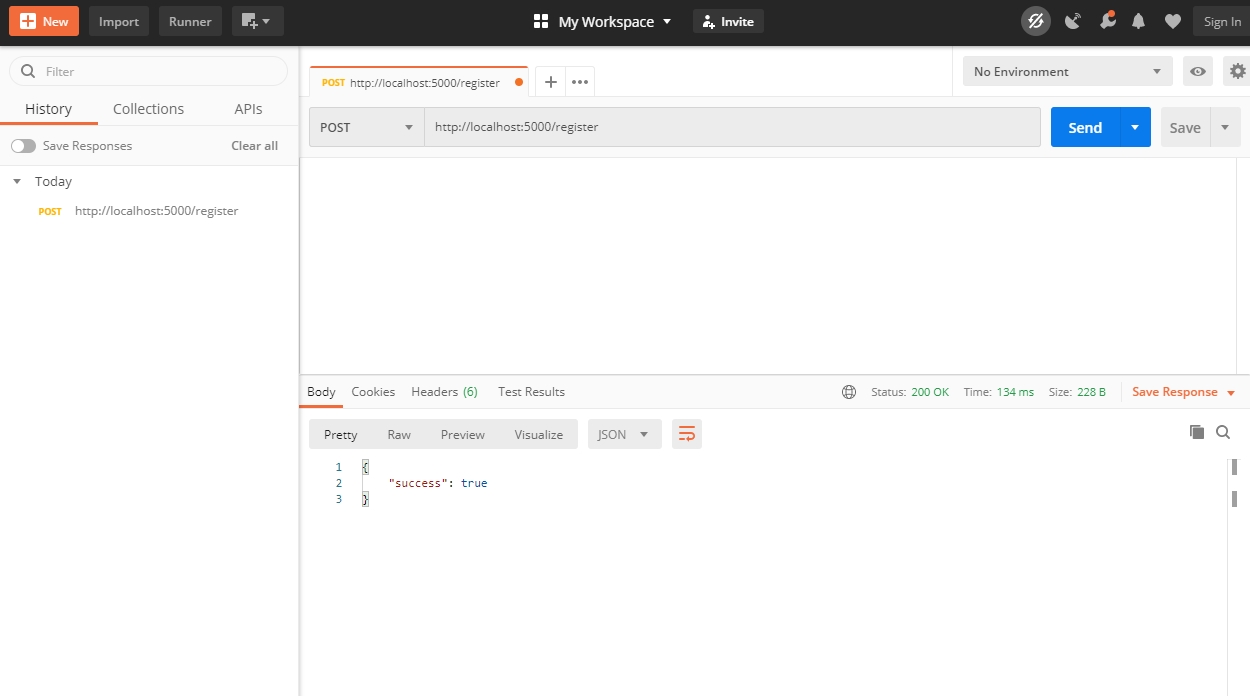 New Import Runner My Workspace Invite Sign In
Filter
History Collections APIs
Save Responses Clear all
Today
POST http://localhost:5000/register
POST http://localhost:5000/register
No Environment
POST http://localhost:5000/register Send Save
Body Cookies Headers (6) Test Results Status: 200 OK Time: 134 ms Size: 228 B Save Response
Pretty Raw Preview Visualize JSON
1 {
2 "success": true
3 }